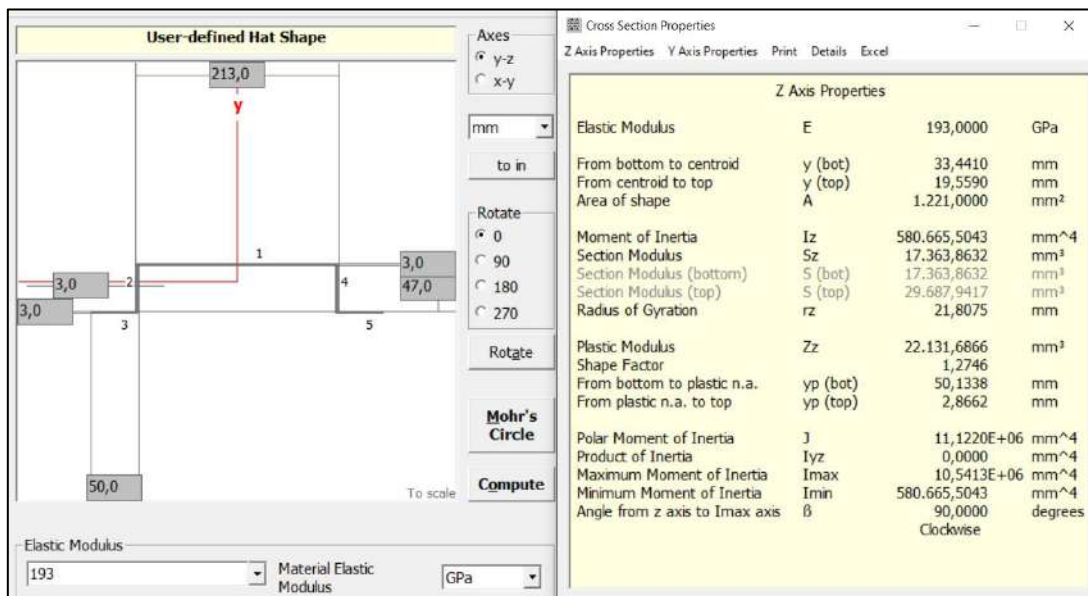 User-defined Hat Shape
213,0
y
1
3,0
47,0
3,0
2
4
3,0
3
5
50,0
To scale
Axes
y-z
x-y
mm
to in
Rotate
0
90
180
270
Rotate
Mohr's
Circle
Compute
Elastic Modulus
193
Material Elastic
Modulus
GPa
Cross Section Properties
Z Axis Properties Y Axis Properties Print Details Excel
Z Axis Properties
Elastic Modulus E 193,0000 GPa
From bottom to centroid y (bot) 33,4410 mm
From centroid to top y (top) 19,5590 mm
Area of shape A 1.221,0000 mm²
Moment of Inertia Iz 580.665,5043 mm^4
Section Modulus Sz 17.363,8632 mm³
Section Modulus (bottom) S (bot) 17.363,8632 mm³
Section Modulus (top) S (top) 29.687,9417 mm³
Radius of Gyration rz 21,8075 mm
Plastic Modulus Zz 22.131,6866 mm³
Shape Factor 1,2746
From bottom to plastic n.a. yp (bot) 50,1338 mm
From plastic n.a. to top yp (top) 2,8662 mm
Polar Moment of Inertia J 11,1220E+06 mm^4
Product of Inertia Iyz 0,0000 mm^4
Maximum Moment of Inertia Imax 10,5413E+06 mm^4
Minimum Moment of Inertia Imin 580.665,5043 mm^4
Angle from z axis to Imax axis ß 90,0000 degrees
Clockwise